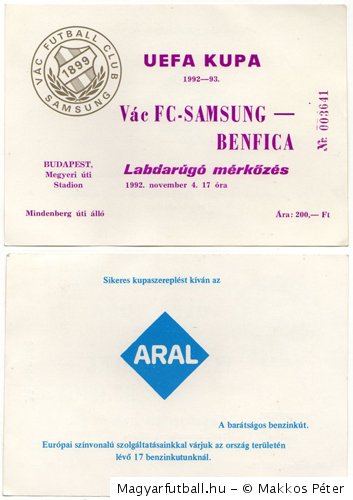 VÁC FUTBALL CLUB
1899
SAMSUNG
UEFA KUPA
1992—93.
Vác FC-SAMSUNG —
BENFICA
№ 003641
BUDAPEST,
Megyeri úti
Stadion
Labdarúgó mérkőzés
1992. november 4. 17 óra
Mindenberg úti álló
Ára: 200,— Ft
Sikeres kupaszereplést kíván az
ARAL
A barátságos benzinkút.
Európai színvonalú szolgáltatásainkkal várjuk az ország területén
lévő 17 benzinkutunknál.
Magyarfutball.hu – © Makkos Péter